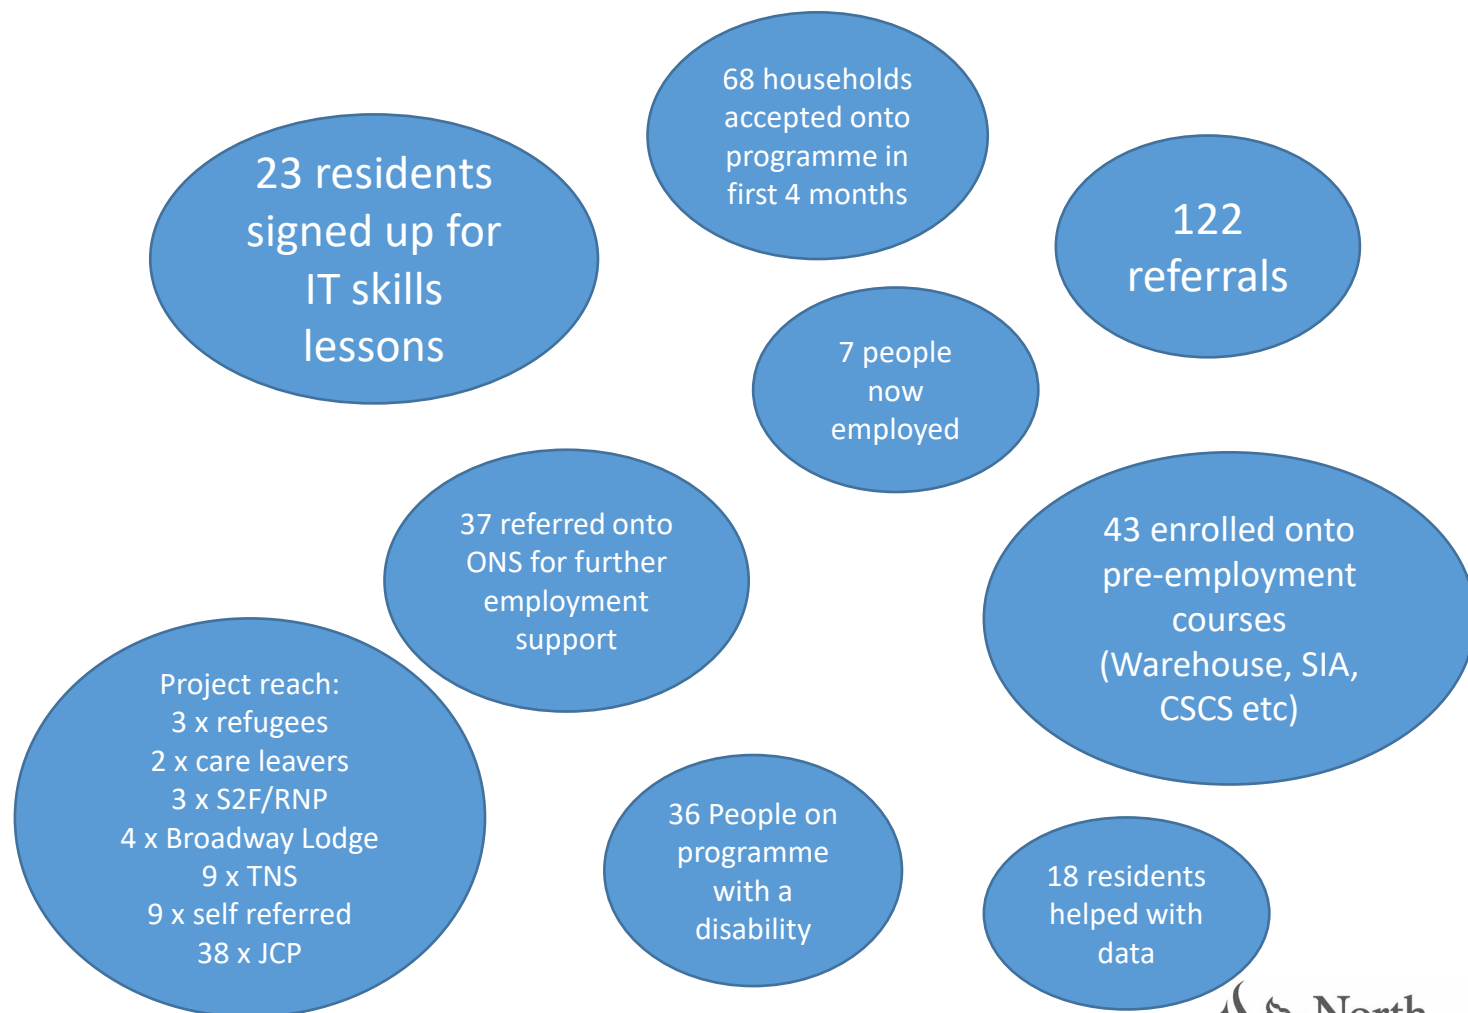 68 households
accepted onto
programme in
first 4 months
23 residents
signed up for
IT skills
lessons
122
referrals
7 people
now
employed
37 referred onto
ONS for further
employment
support
43 enrolled onto
pre-employment
courses
(Warehouse, SIA,
CSCS etc)
Project reach:
3 x refugees
2 x care leavers
3 x S2F/RNP
4 x Broadway Lodge
9 x TNS
9 x self referred
38 x JCP
36 People on
programme
with a
disability
18 residents
helped with
data
North